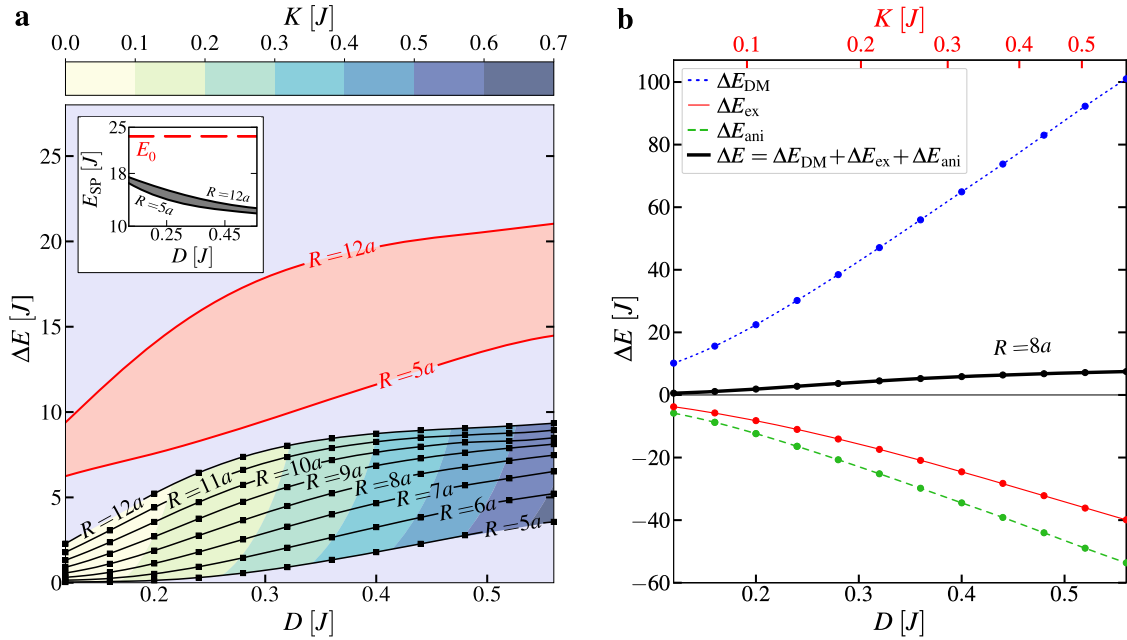 a
K [J]
0.0 0.1 0.2 0.3 0.4 0.5 0.6 0.7
ΔE [J]
25
20
15
10
5
0
E_SP [J]
25
18
10
E₀
R=12a
R=5a
0.25 0.45
D [J]
R=12a
R=5a
R=12a
R=11a
R=10a
R=9a
R=8a
R=7a
R=6a
R=5a
0.2 0.3 0.4 0.5
D [J]
b
K [J]
0.1 0.2 0.3 0.4 0.5
ΔE [J]
100
80
60
40
20
0
−20
−40
−60
ΔE_DM
ΔE_ex
ΔE_ani
ΔE = ΔE_DM + ΔE_ex + ΔE_ani
R=8a
0.2 0.3 0.4 0.5
D [J]